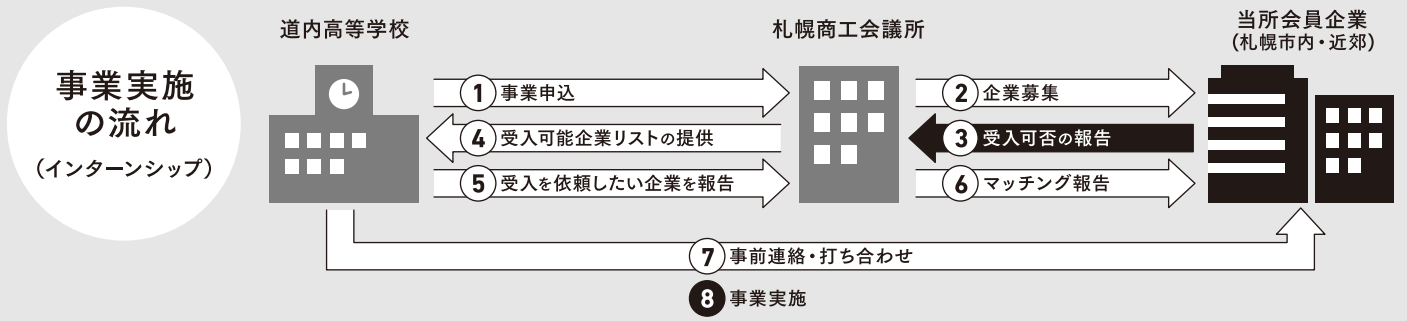 事業実施
の流れ
（インターンシップ）
道内高等学校
札幌商工会議所
当所会員企業
（札幌市内・近郊）
1 事業申込
2 企業募集
4 受入可能企業リストの提供
3 受入可否の報告
5 受入を依頼したい企業を報告
6 マッチング報告
7 事前連絡・打ち合わせ
8 事業実施